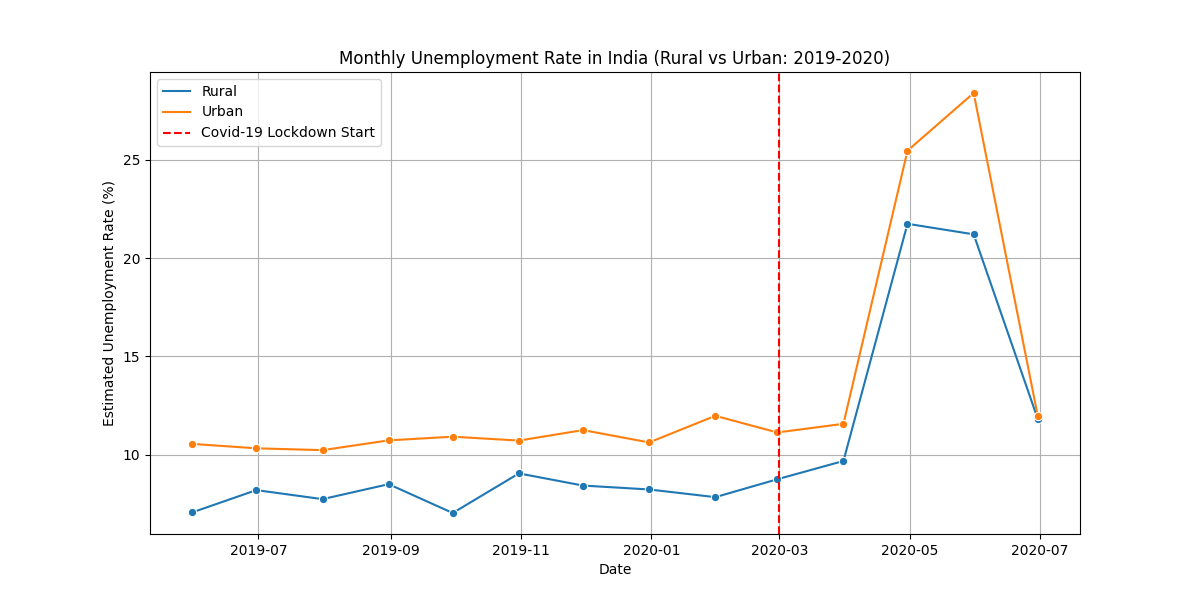 Monthly Unemployment Rate in India (Rural vs Urban: 2019-2020)
Rural
Urban
Covid-19 Lockdown Start
Estimated Unemployment Rate (%)
25
20
15
10
2019-07
2019-09
2019-11
2020-01
2020-03
2020-05
2020-07
Date